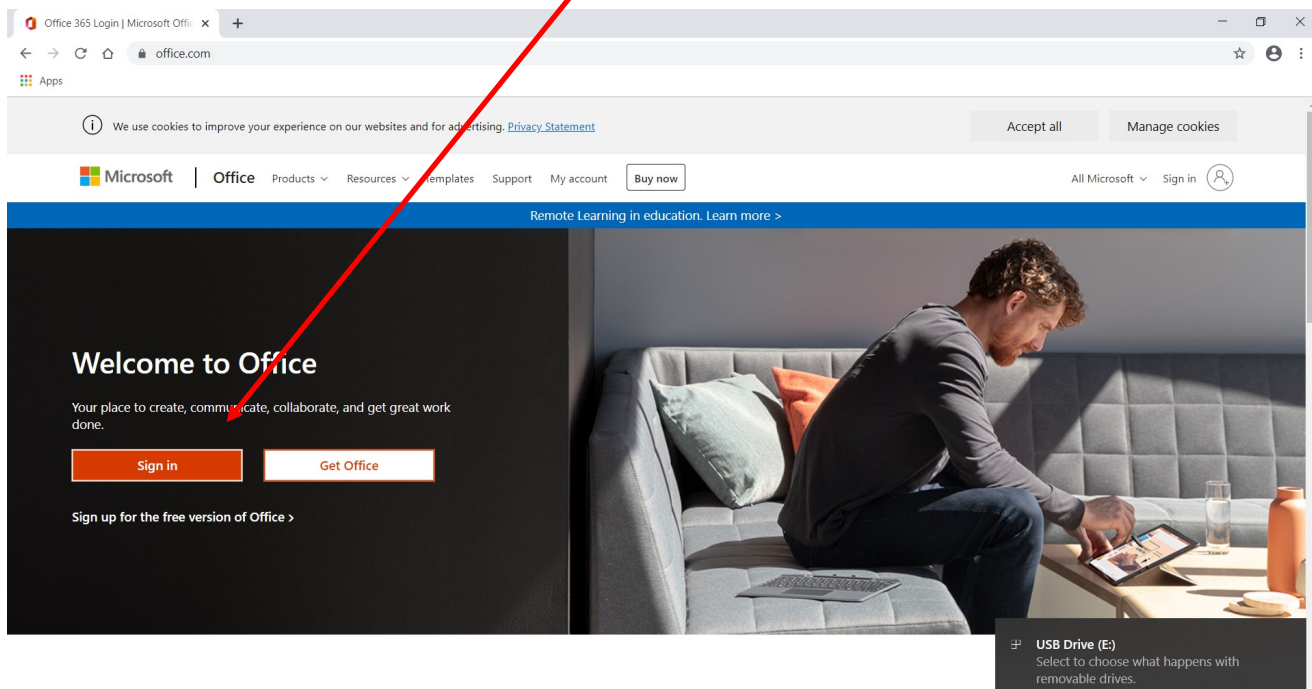 Office 365 Login | Microsoft Offic
office.com
Apps
We use cookies to improve your experience on our websites and for advertising. Privacy Statement
Accept all
Manage cookies
Microsoft
Office
Products
Resources
Templates
Support
My account
Buy now
All Microsoft
Sign in
Remote Learning in education. Learn more >
Welcome to Office
Your place to create, communicate, collaborate, and get great work
done.
Sign in
Get Office
Sign up for the free version of Office >
USB Drive (E:)
Select to choose what happens with
removable drives.